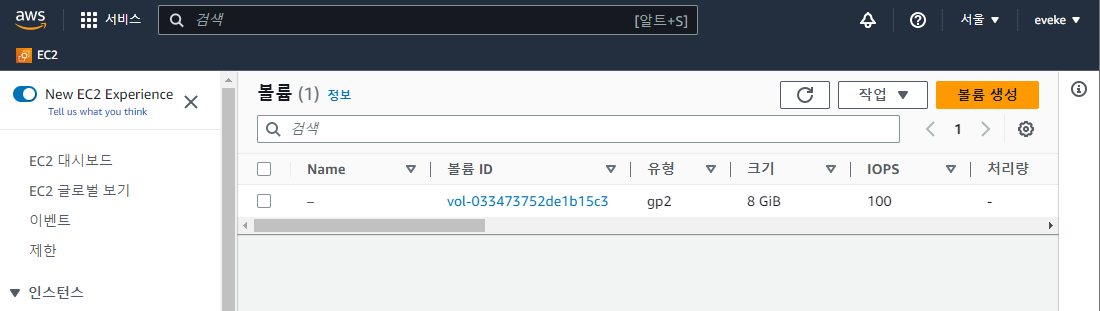 aws 서비스 검색 [알트+S] 서울 eveke
EC2
New EC2 Experience
Tell us what you think
EC2 대시보드
EC2 글로벌 보기
이벤트
제한
인스턴스
볼륨 (1) 정보 작업 볼륨 생성
검색 1
Name 볼륨 ID 유형 크기 IOPS 처리량
– vol-033473752de1b15c3 gp2 8 GiB 100 -